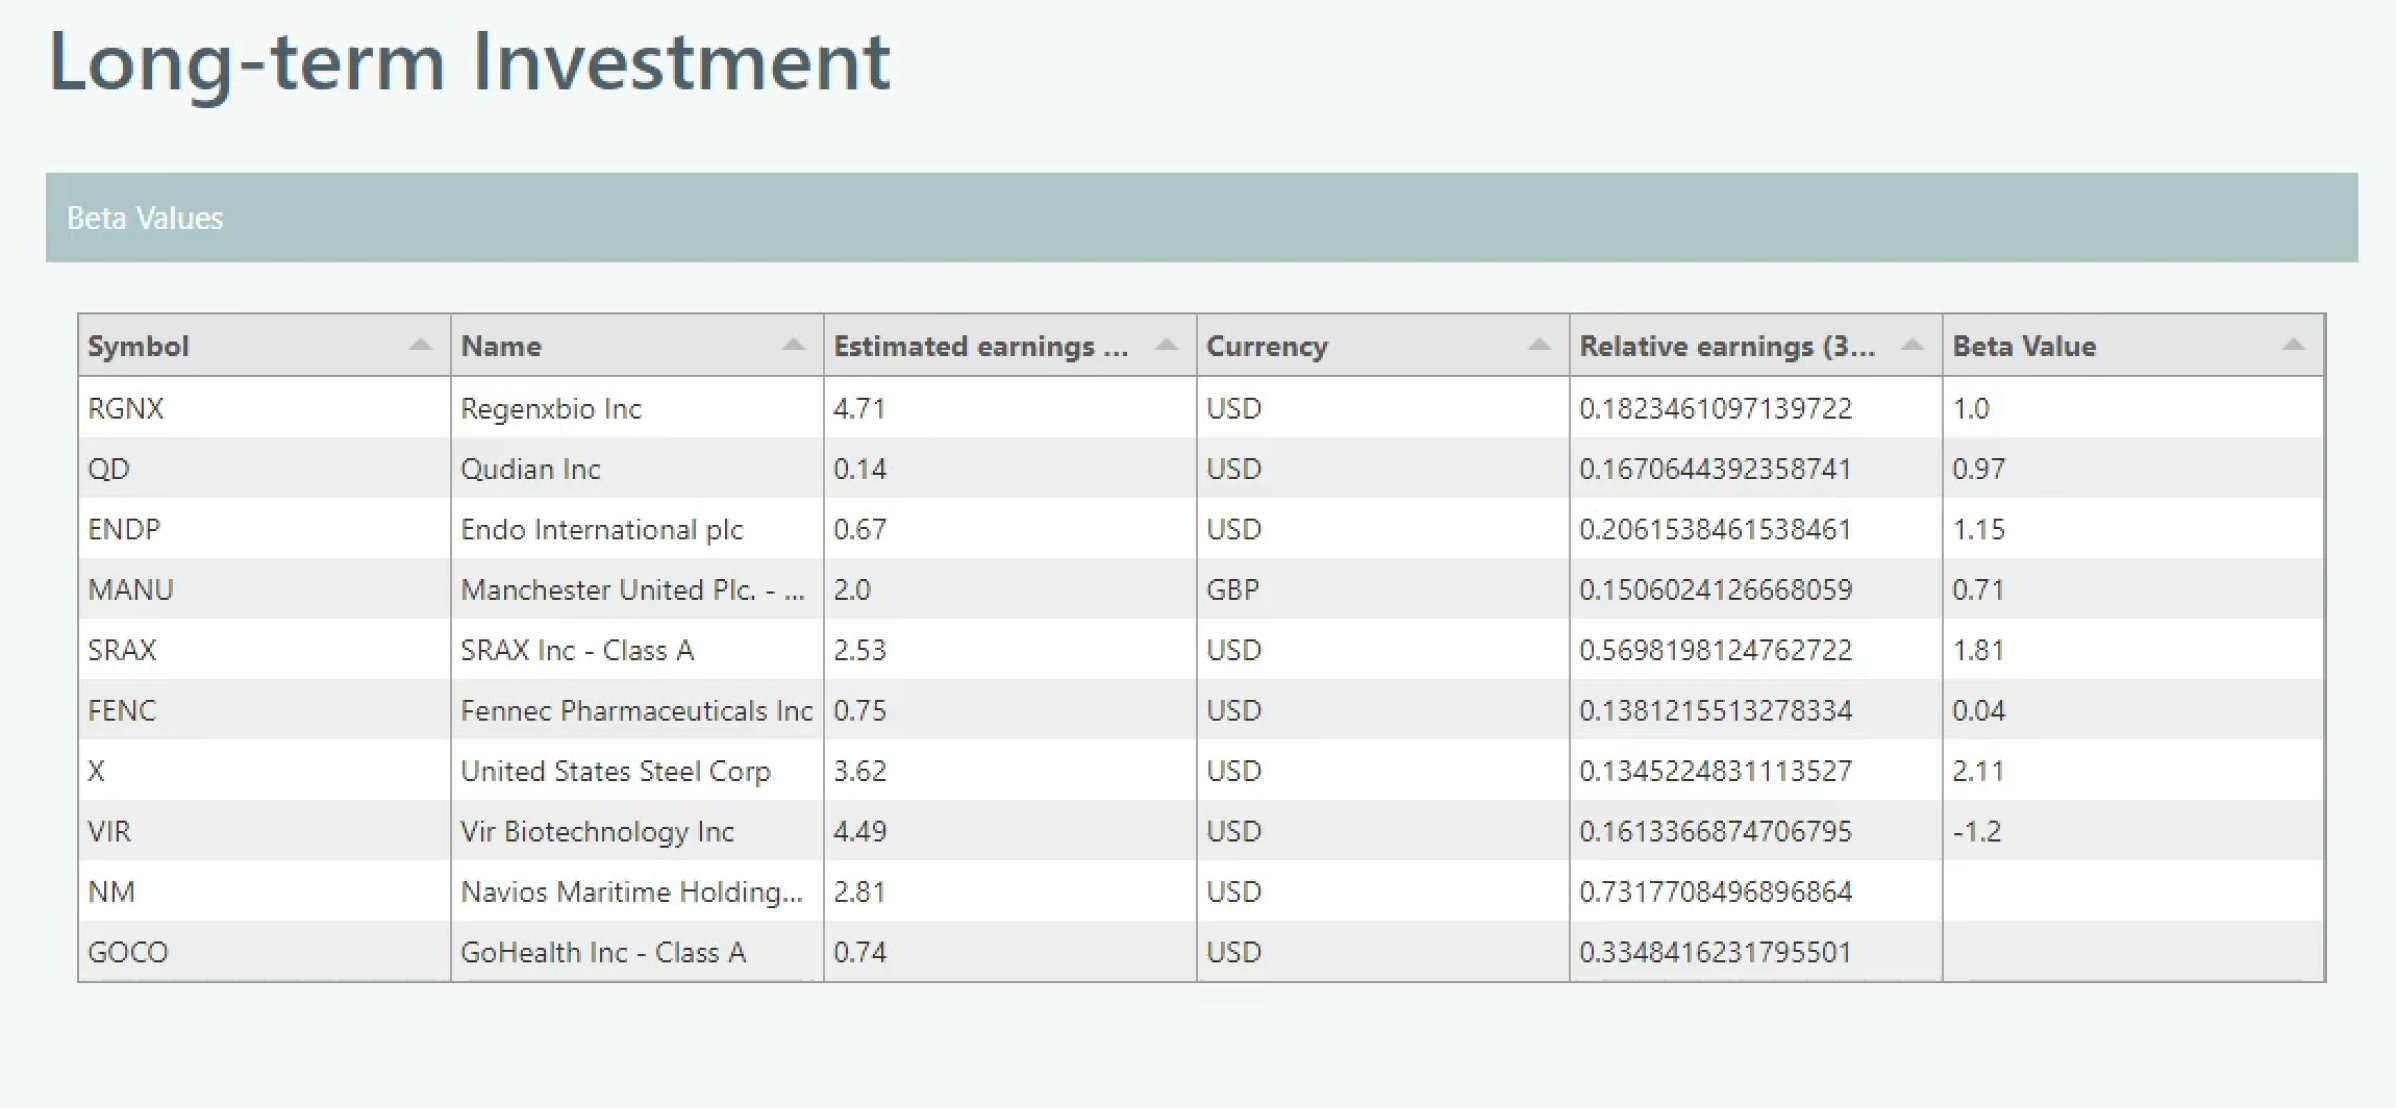 Long-term Investment
Beta Values
Symbol Name Estimated earnings ... Currency Relative earnings (3... Beta Value
RGNX Regenxbio Inc 4.71 USD 0.1823461097139722 1.0
QD Qudian Inc 0.14 USD 0.1670644392358741 0.97
ENDP Endo International plc 0.67 USD 0.2061538461538461 1.15
MANU Manchester United Plc. - ... 2.0 GBP 0.1506024126668059 0.71
SRAX SRAX Inc - Class A 2.53 USD 0.5698198124762722 1.81
FENC Fennec Pharmaceuticals Inc 0.75 USD 0.1381215513278334 0.04
X United States Steel Corp 3.62 USD 0.1345224831113527 2.11
VIR Vir Biotechnology Inc 4.49 USD 0.1613366874706795 -1.2
NM Navios Maritime Holding... 2.81 USD 0.7317708496896864
GOCO GoHealth Inc - Class A 0.74 USD 0.3348416231795501